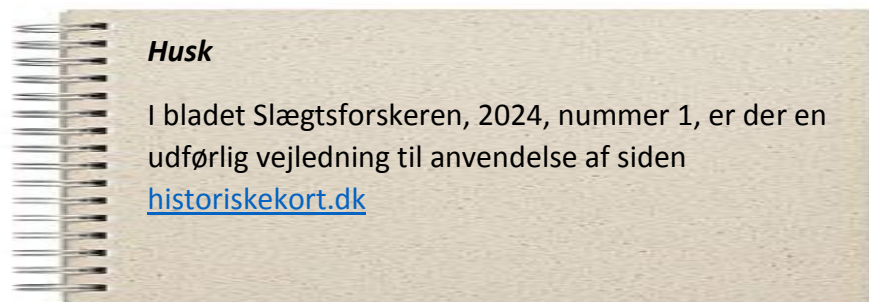 Husk
I bladet Slægtsforskeren, 2024, nummer 1, er der en
udførlig vejledning til anvendelse af siden
historiskekort.dk